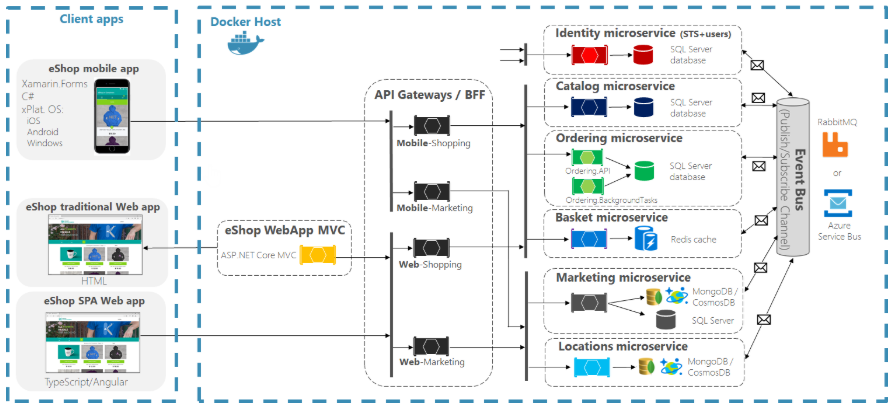 Client apps
eShop mobile app
Xamarin.Forms
C#
xPlat. OS:
iOS
Android
Windows
eShop traditional Web app
HTML
eShop SPA Web app
TypeScript/Angular
Docker Host
eShop WebApp MVC
ASP NET Core MVC
API Gateways / BFF
Mobile-Shopping
Mobile-Marketing
Web-Shopping
Web-Marketing
Identity microservice (STS+users)
SQL Server
database
Catalog microservice
SQL Server
database
Ordering microservice
Ordering.API
Ordering.BackgroundTasks
SQL Server
database
Basket microservice
Redis cache
Marketing microservice
MongoDB /
CosmosDB
SQL Server
Locations microservice
MongoDB /
CosmosDB
Event Bus
(Publish/Subscribe Channel)
RabbitMQ
or
Azure
Service Bus